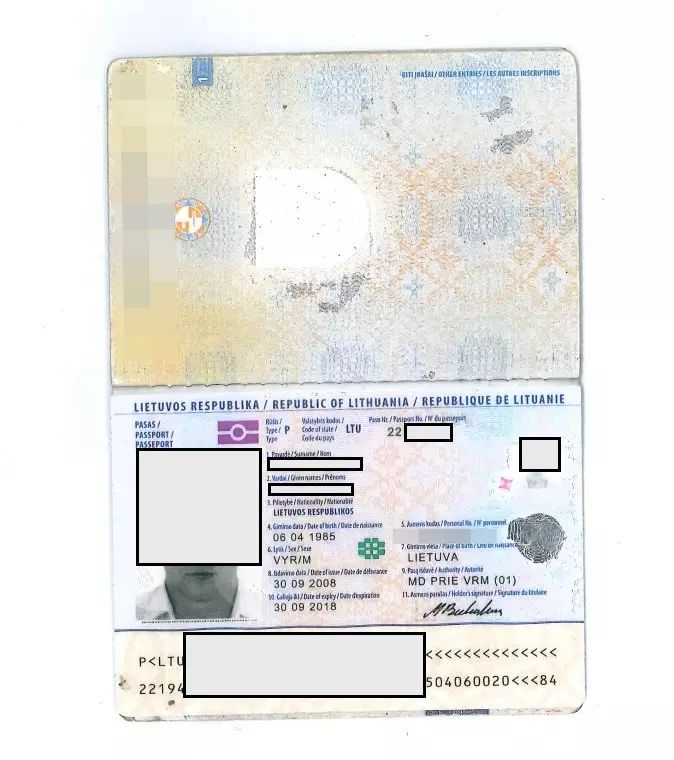 1
KITI ĮRAŠAI / OTHER ENTRIES / LES AUTRES INSCRIPTIONS
LIETUVOS RESPUBLIKA / REPUBLIC OF LITHUANIA / REPUBLIQUE DE LITUANIE
PASAS /
PASSPORT /
PASSEPORT
Rūšis /
Type / P
Type
Valstybės kodas /
Code of state / LTU
Code du pays
Paso Nr. / Passport No. / N° du passeport
22
1. Pavardė / Surname / Nom
2. Vardai / Given names / Prénoms
3. Pilietybė / Nationality / Nationalité
LIETUVOS RESPUBLIKOS
4. Gimimo data / Date of birth / Date de naissance
06 04 1985
5. Asmens kodas / Personal No. / N° personnel
6. Lytis / Sex / Sexe
VYR/M
7. Gimimo vieta / Place of birth / Lieu de naissance
LIETUVA
8. Išdavimo data / Date of issue / Date de délivrance
30 09 2008
9. Pasą išdavė / Authority / Autorité
MD PRIE VRM (01)
10. Galioja iki / Date of expiry / Date d'expiration
30 09 2018
11. Asmens parašas / Holder's signature / Signature du titulaire
P<LTU <<<<<<<<<<<<<<
22194 504060020<<<84